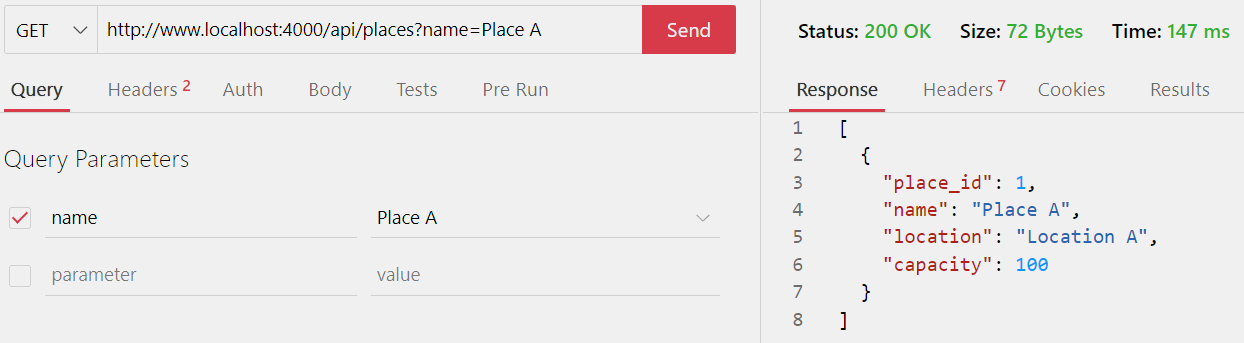 GET http://www.localhost:4000/api/places?name=Place A Send
Query Headers 2 Auth Body Tests Pre Run
Query Parameters
name Place A
parameter value
Status: 200 OK Size: 72 Bytes Time: 147 ms
Response Headers 7 Cookies Results
1 [
2 {
3 "place_id": 1,
4 "name": "Place A",
5 "location": "Location A",
6 "capacity": 100
7 }
8 ]